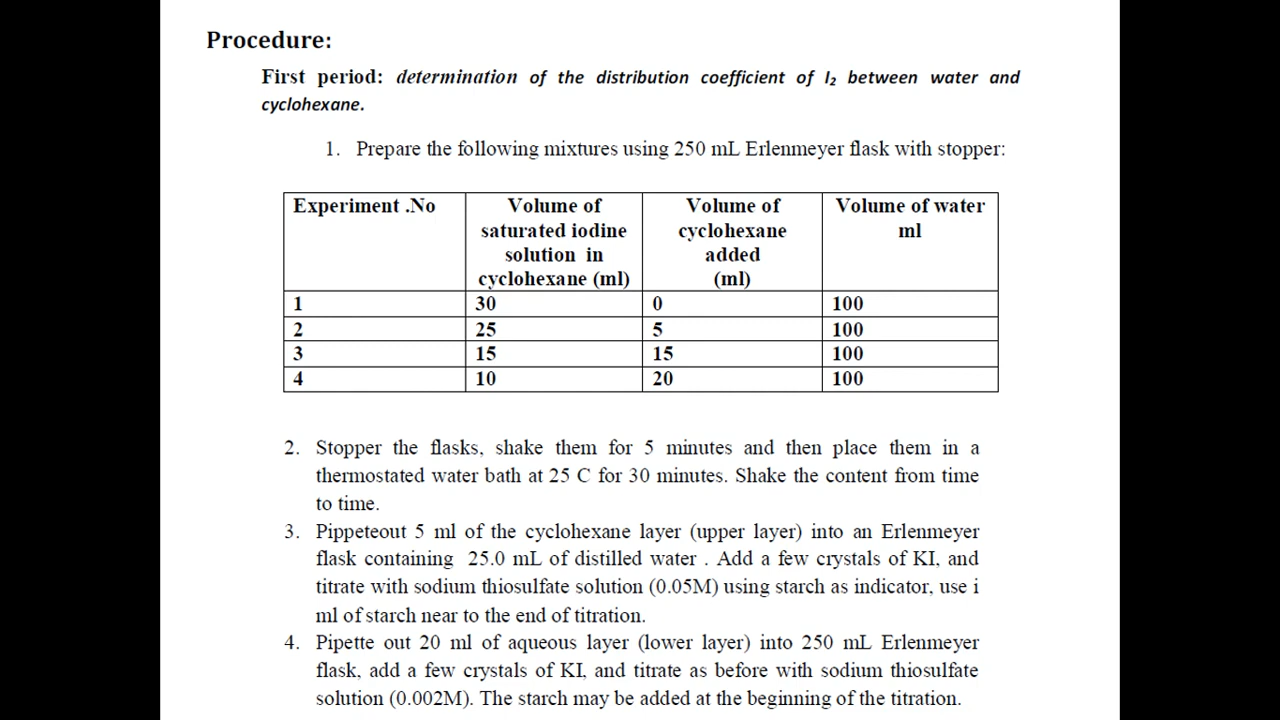 Procedure:
First period: determination of the distribution coefficient of I₂ between water and
cyclohexane.
1. Prepare the following mixtures using 250 mL Erlenmeyer flask with stopper:
Experiment .No
Volume of
saturated iodine
solution in
cyclohexane (ml)
Volume of
cyclohexane
added
(ml)
Volume of water
ml
1 30 0 100
2 25 5 100
3 15 15 100
4 10 20 100
2. Stopper the flasks, shake them for 5 minutes and then place them in a
thermostated water bath at 25 C for 30 minutes. Shake the content from time
to time.
3. Pippeteout 5 ml of the cyclohexane layer (upper layer) into an Erlenmeyer
flask containing 25.0 mL of distilled water . Add a few crystals of KI, and
titrate with sodium thiosulfate solution (0.05M) using starch as indicator, use i
ml of starch near to the end of titration.
4. Pipette out 20 ml of aqueous layer (lower layer) into 250 mL Erlenmeyer
flask, add a few crystals of KI, and titrate as before with sodium thiosulfate
solution (0.002M). The starch may be added at the beginning of the titration.